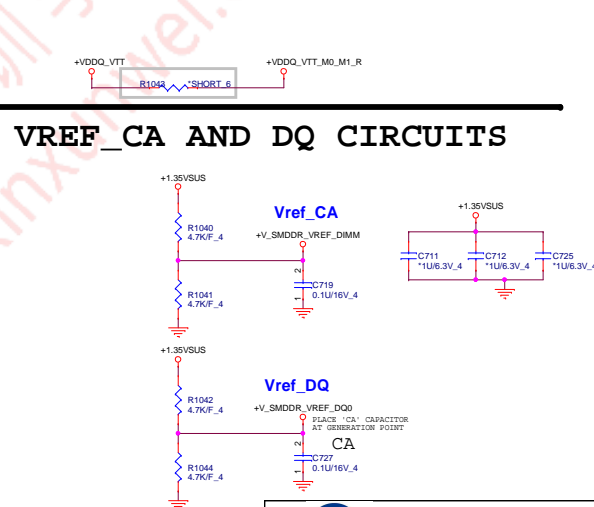 +VDDQ_VTT
+VDDQ_VTT_M0_M1_R
R1043
*SHORT_6
VREF_CA AND DQ CIRCUITS
+1.35VSUS
R1040
4.7K/F_4
Vref_CA
+V_SMDDR_VREF_DIMM
R1041
4.7K/F_4
2
1
C719
0.1U/16V_4
+1.35VSUS
C711
*1U/6.3V_4
C712
*1U/6.3V_4
C725
*1U/6.3V_4
+1.35VSUS
R1042
4.7K/F_4
Vref_DQ
+V_SMDDR_VREF_DQ0
PLACE 'CA' CAPACITOR
AT GENERATION POINT
CA
R1044
4.7K/F_4
2
1
C727
0.1U/16V_4